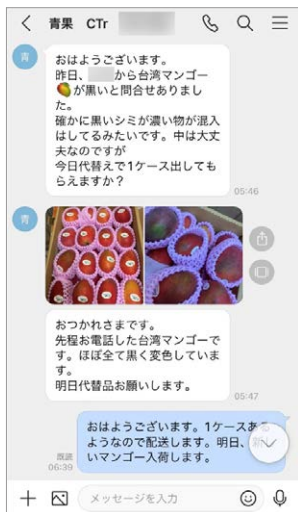 青果 CTr
青
おはようございます。
昨日、 から台湾マンゴー
🥭が黒いと問合せありまし
た。
確かに黒いシミが濃い物が混入
はしてるみたいです。中は大丈
夫なのですが
今日代替えで1ケース出しても
らえますか？
05:46
青
おつかれさまです。
先程お電話した台湾マンゴーで
す。ほぼ全て黒く変色していま
す。
明日代替品お願いします。
05:47
おはようございます。1ケースある
ようなので配送します。明日、新し
いマンゴー入荷します。
既読
06:39
メッセージを入力